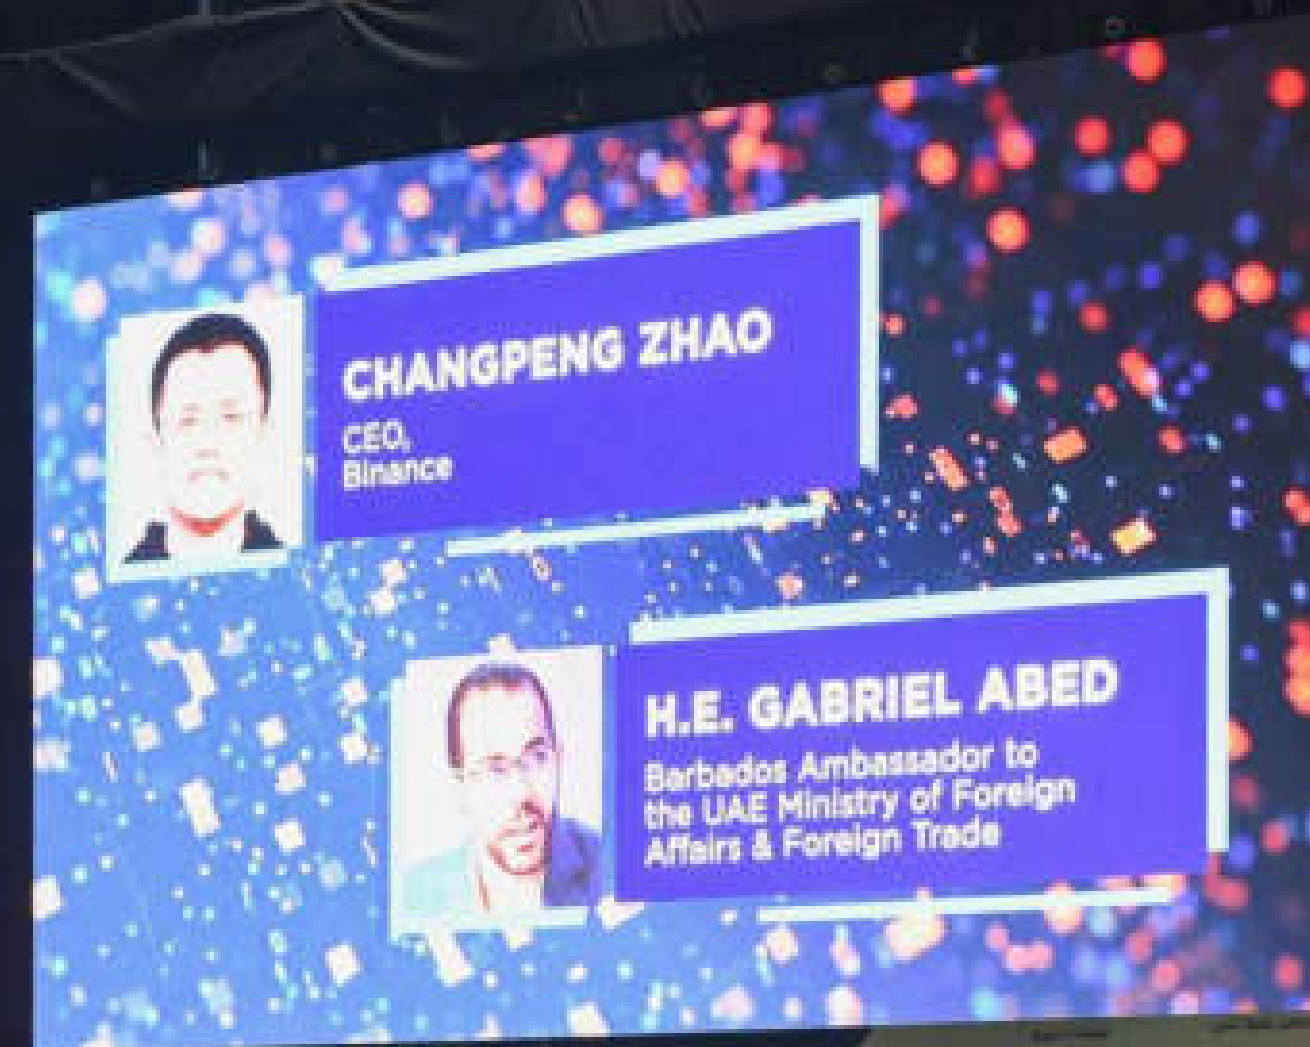 CHANGPENG ZHAO
CEO,
Binance
H.E. GABRIEL ABED
Barbados Ambassador to
the UAE Ministry of Foreign
Affairs & Foreign Trade